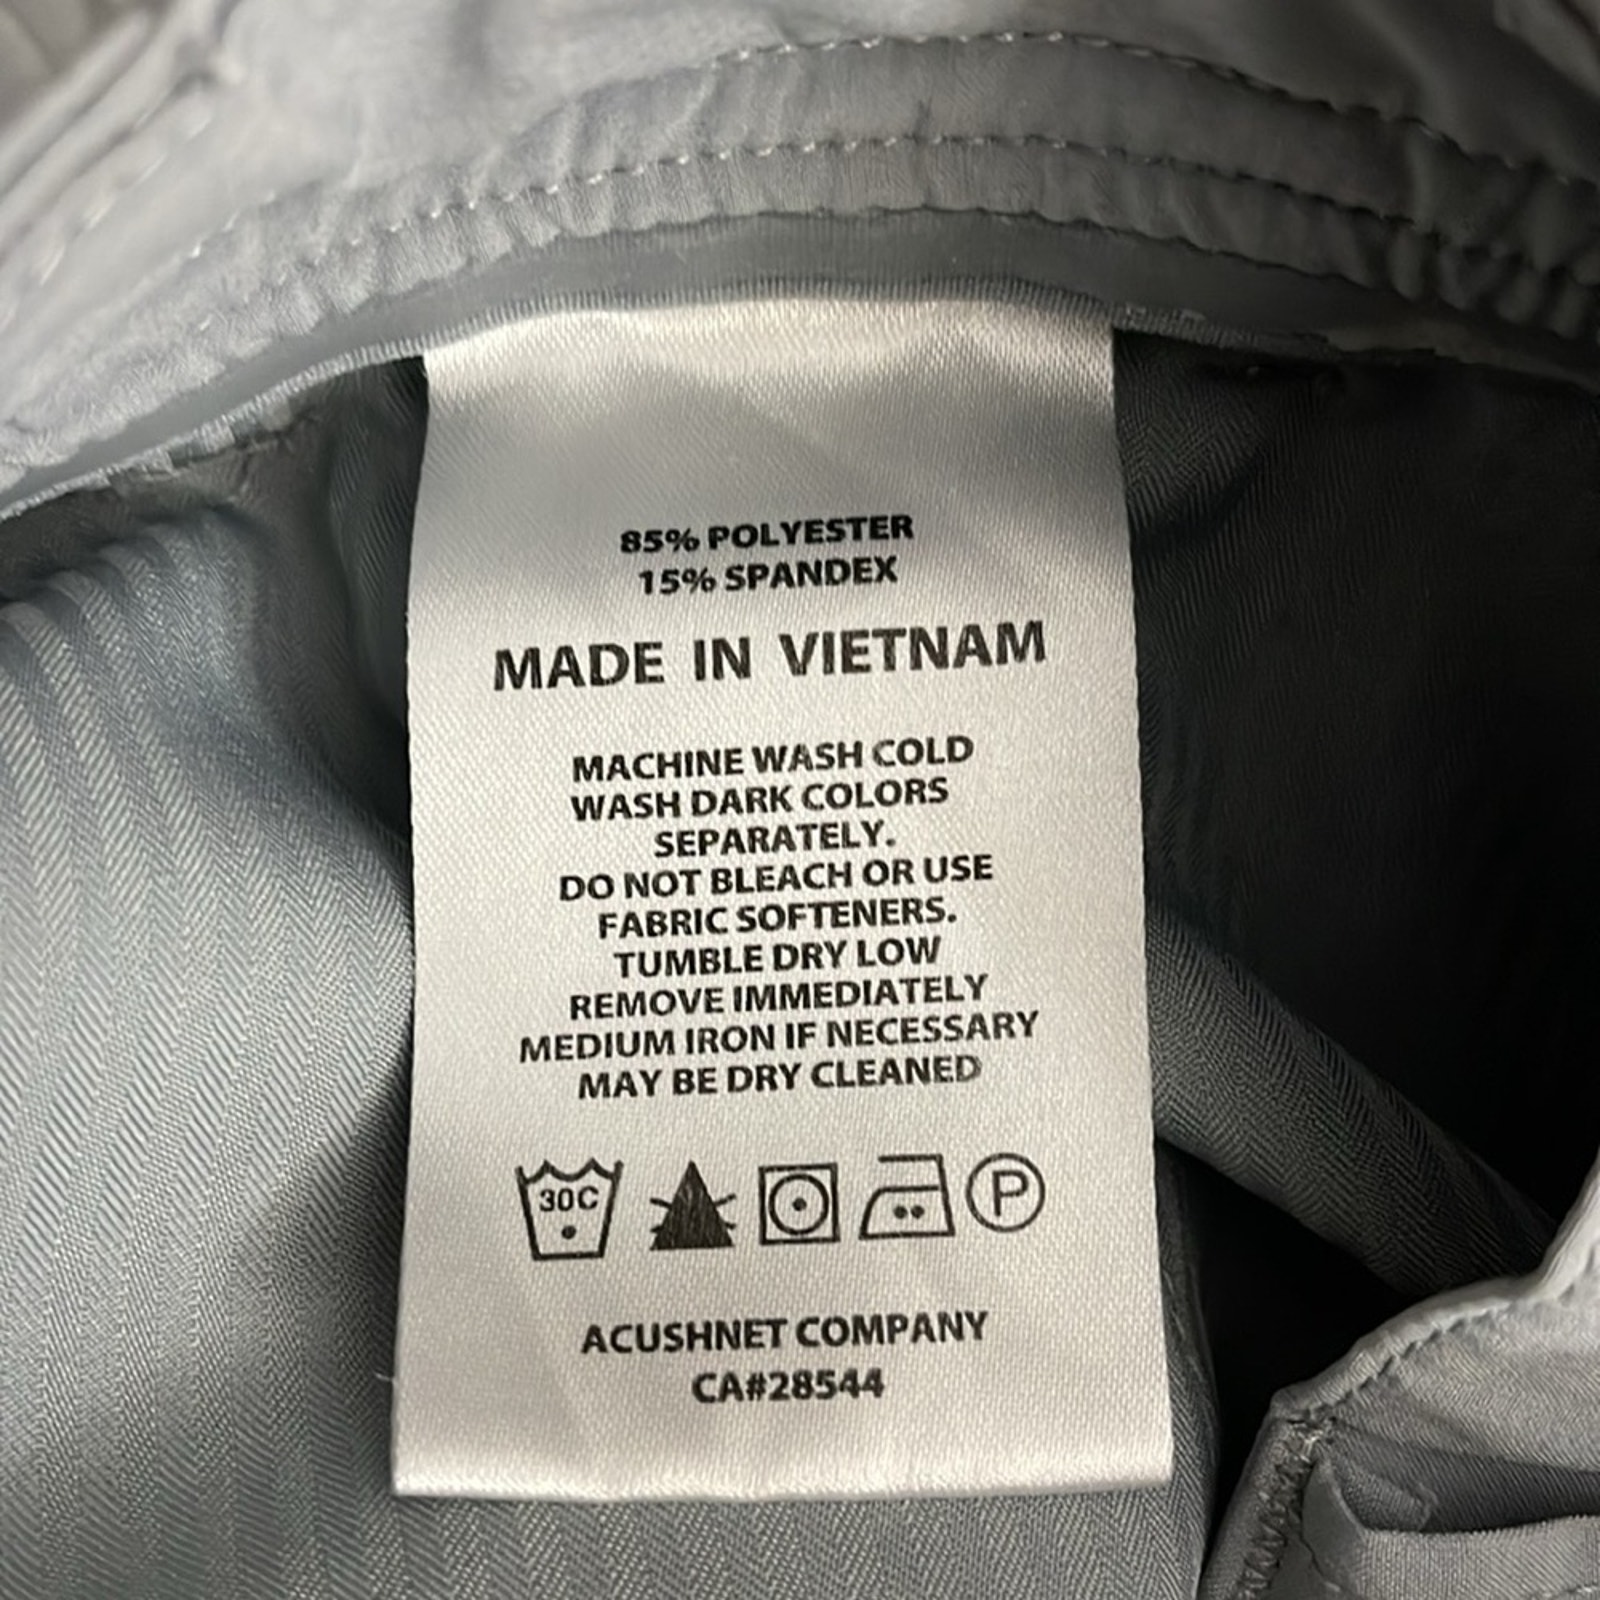 85% POLYESTER
15% SPANDEX
MADE IN VIETNAM
MACHINE WASH COLD
WASH DARK COLORS
SEPARATELY.
DO NOT BLEACH OR USE
FABRIC SOFTENERS.
TUMBLE DRY LOW
REMOVE IMMEDIATELY
MEDIUM IRON IF NECESSARY
MAY BE DRY CLEANED
30C P
ACUSHNET COMPANY
CA#28544